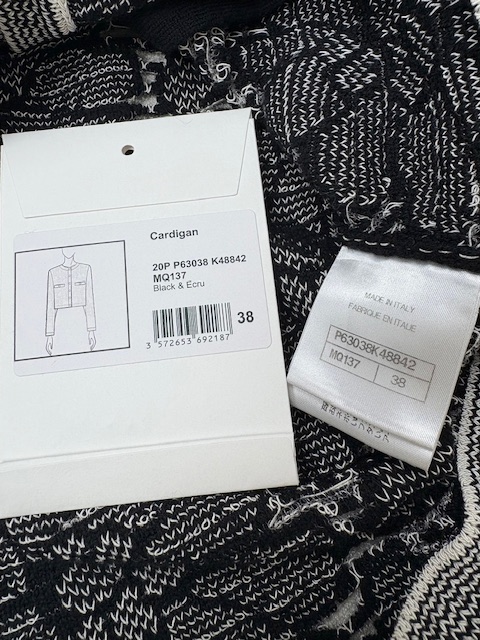 Cardigan
20P P63038 K48842
MQ137
Black & Ecru
38
3 572653 692187
MADE IN ITALY
FABRIQUE EN ITALIE
P63038K48842
MQ137
38